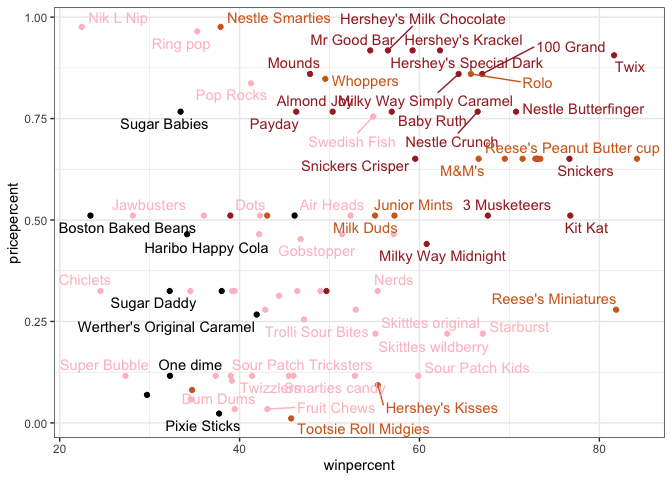 1.00
0.75
0.50
0.25
0.00
pricepercent
Nik L Nip
Nestle Smarties
Hershey's Milk Chocolate
Ring pop
Mr Good Bar
Hershey's Krackel
100 Grand
Mounds
Hershey's Special Dark
Twix
Whoppers
Rolo
Pop Rocks
Almond Joy
Milky Way Simply Caramel
Nestle Butterfinger
Sugar Babies
Payday
Baby Ruth
Swedish Fish
Nestle Crunch
Reese's Peanut Butter cup
Snickers Crisper
M&M's
Snickers
Jawbusters
Dots
Air Heads
Junior Mints
3 Musketeers
Boston Baked Beans
Milk Duds
Kit Kat
Haribo Happy Cola
Gobstopper
Milky Way Midnight
Chiclets
Nerds
Sugar Daddy
Reese's Miniatures
Werther's Original Caramel
Trolli Sour Bites
Skittles original
Starburst
Skittles wildberry
Super Bubble
One dime
Sour Patch Tricksters
Sour Patch Kids
Twizzlers
Smarties candy
Dum Dums
Fruit Chews
Hershey's Kisses
Pixie Sticks
Tootsie Roll Midgies
20
40
60
80
winpercent